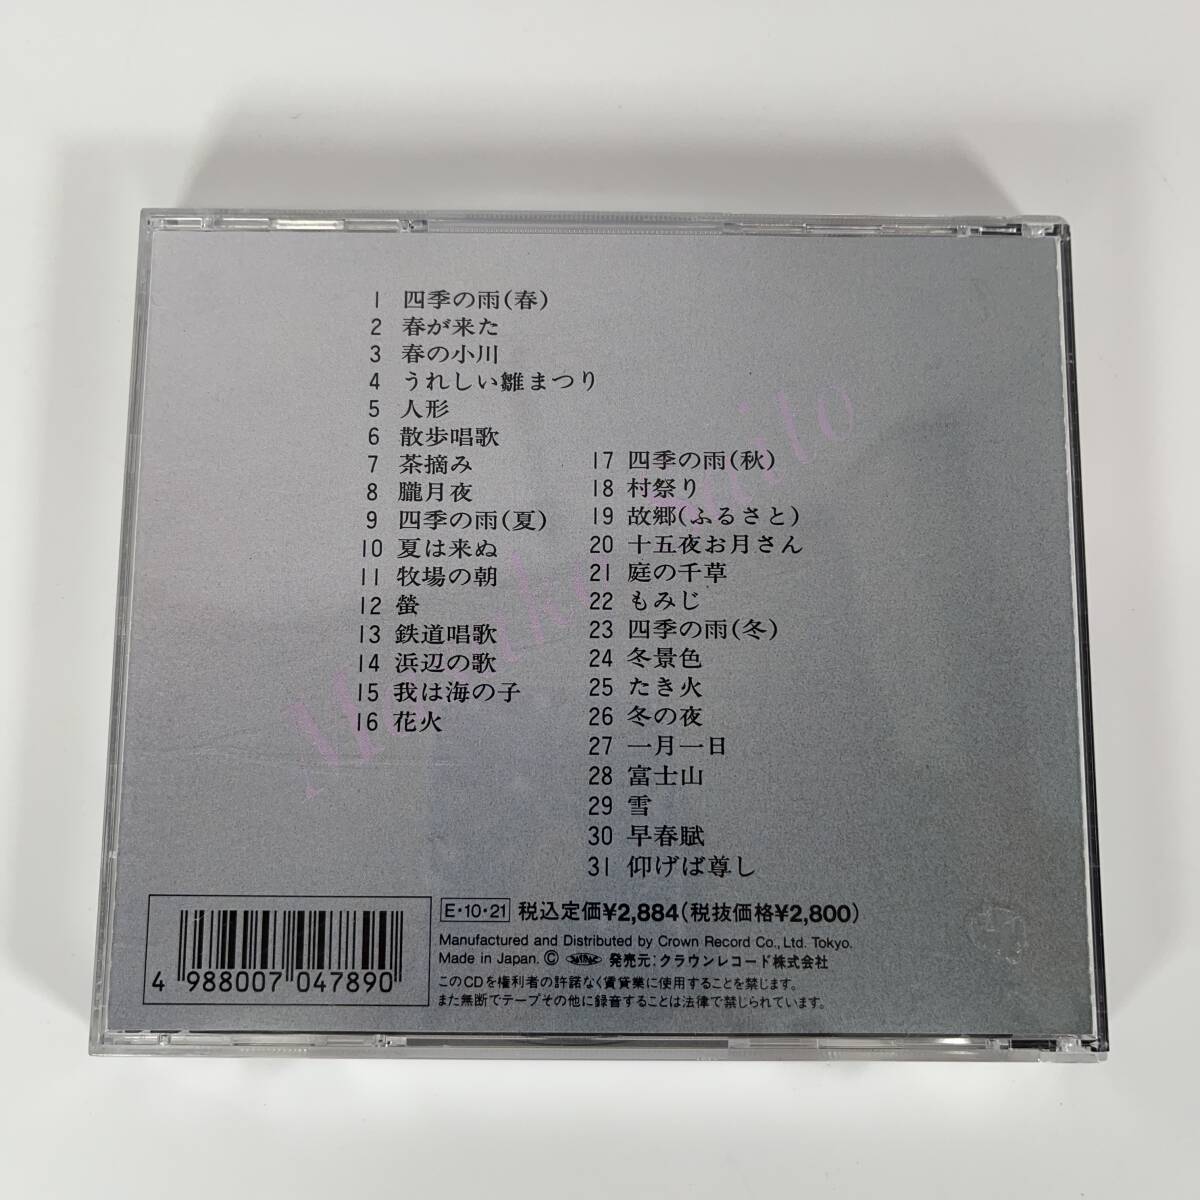 1 四季の雨(春)
2 春が来た
3 春の小川
4 うれしい雛まつり
5 人形
6 散歩唱歌
7 茶摘み
8 朧月夜
9 四季の雨(夏)
10 夏は来ぬ
11 牧場の朝
12 螢
13 鉄道唱歌
14 浜辺の歌
15 我は海の子
16 花火
17 四季の雨(秋)
18 村祭り
19 故郷(ふるさと)
20 十五夜お月さん
21 庭の千草
22 もみじ
23 四季の雨(冬)
24 冬景色
25 たき火
26 冬の夜
27 一月一日
28 富士山
29 雪
30 早春賦
31 仰げば尊し
4 988007 047890
E・10・21 税込定価¥2,884(税抜価格¥2,800)
Manufactured and Distributed by Crown Record Co., Ltd. Tokyo.
Made in Japan. Ⓒ 発売元:クラウンレコード株式会社
このCDを権利者の許諾なく賃貸業に使用することを禁じます。
また無断でテープその他に録音することは法律で禁じられています。